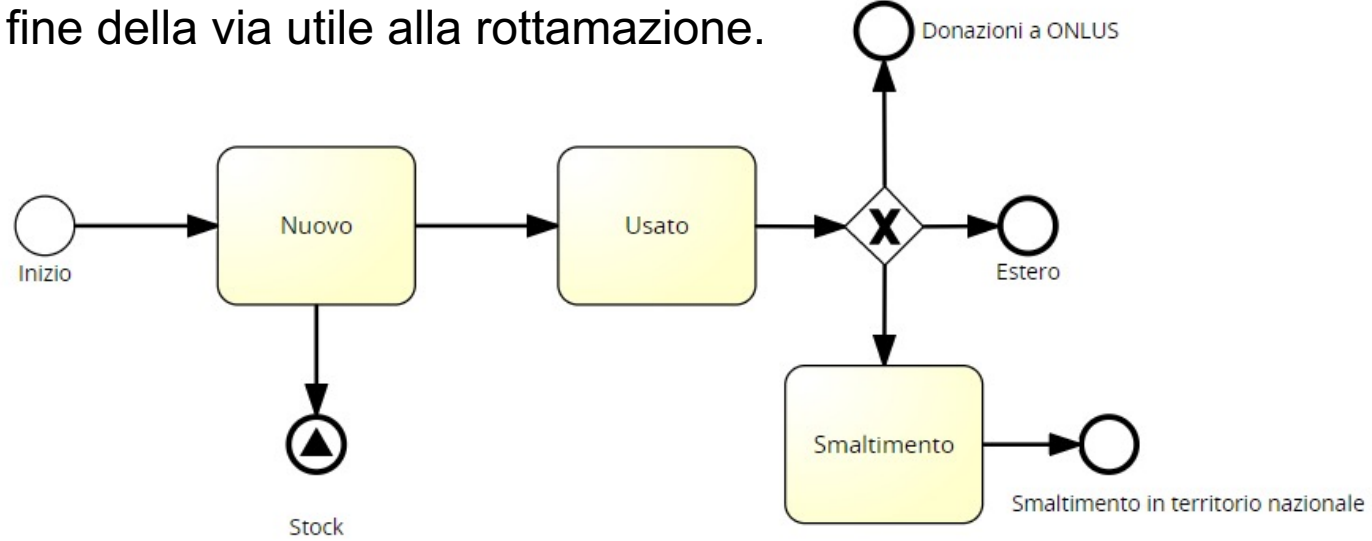 fine della via utile alla rottamazione.
Donazioni a ONLUS
Nuovo
Usato
X
Inizio
Estero
Smaltimento
Stock
Smaltimento in territorio nazionale